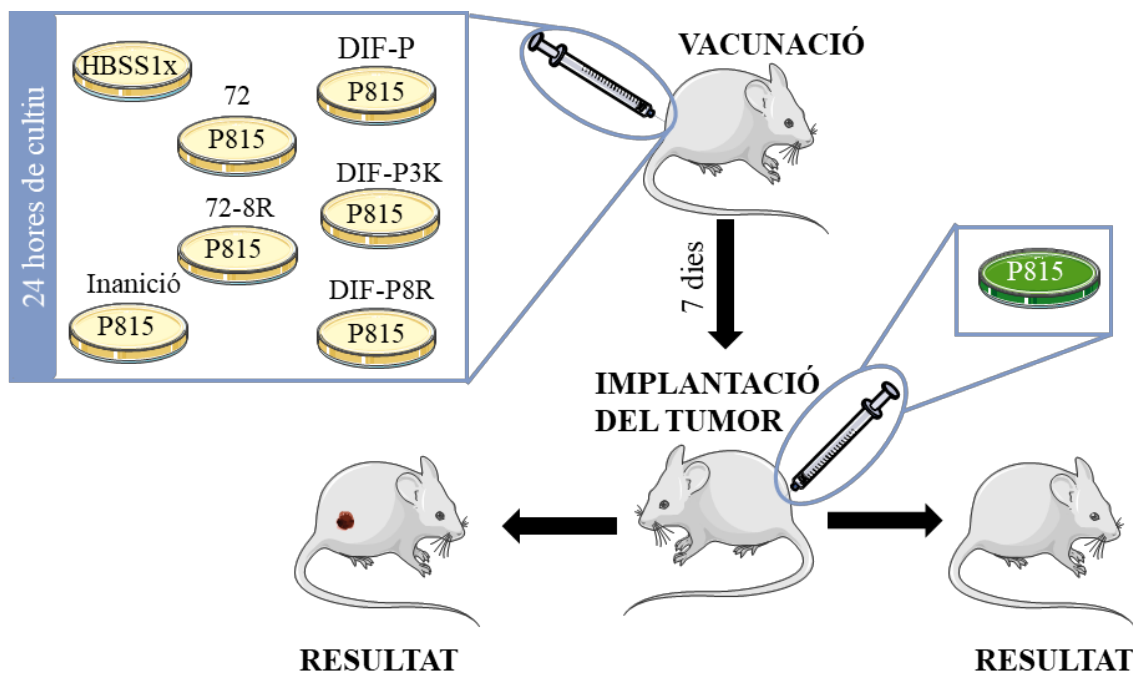 24 hores de cultiu
HBSS1x
72
P815
72-8R
P815
Inanició
P815
DIF-P
P815
DIF-P3K
P815
DIF-P8R
P815
VACUNACIÓ
7 dies
P815
IMPLANTACIÓ
DEL TUMOR
RESULTAT
RESULTAT